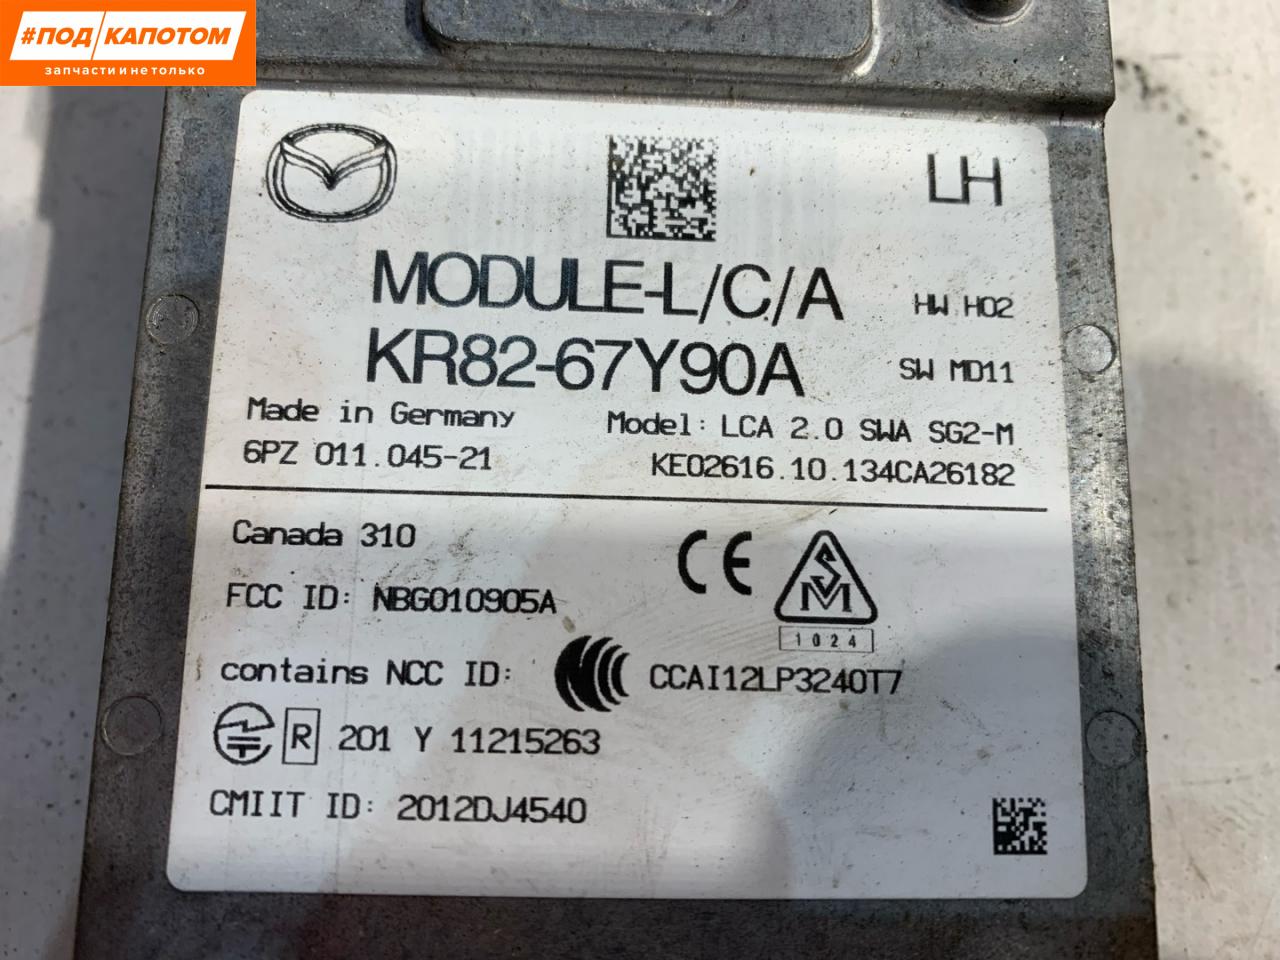 #ПОД/КАПОТОМ
запчасти и не только
LH
MODULE-L/C/A
HW H02
KR82-67Y90A
SW MD11
Made in Germany
Model: LCA 2.0 SWA SG2-M
6PZ 011.045-21
KE02616.10.134CA26182
Canada 310
CE
S
M
1024
FCC ID: NBG010905A
contains NCC ID:
CCAI12LP3240T7
R 201 Y 11215263
CMIIT ID: 2012DJ4540